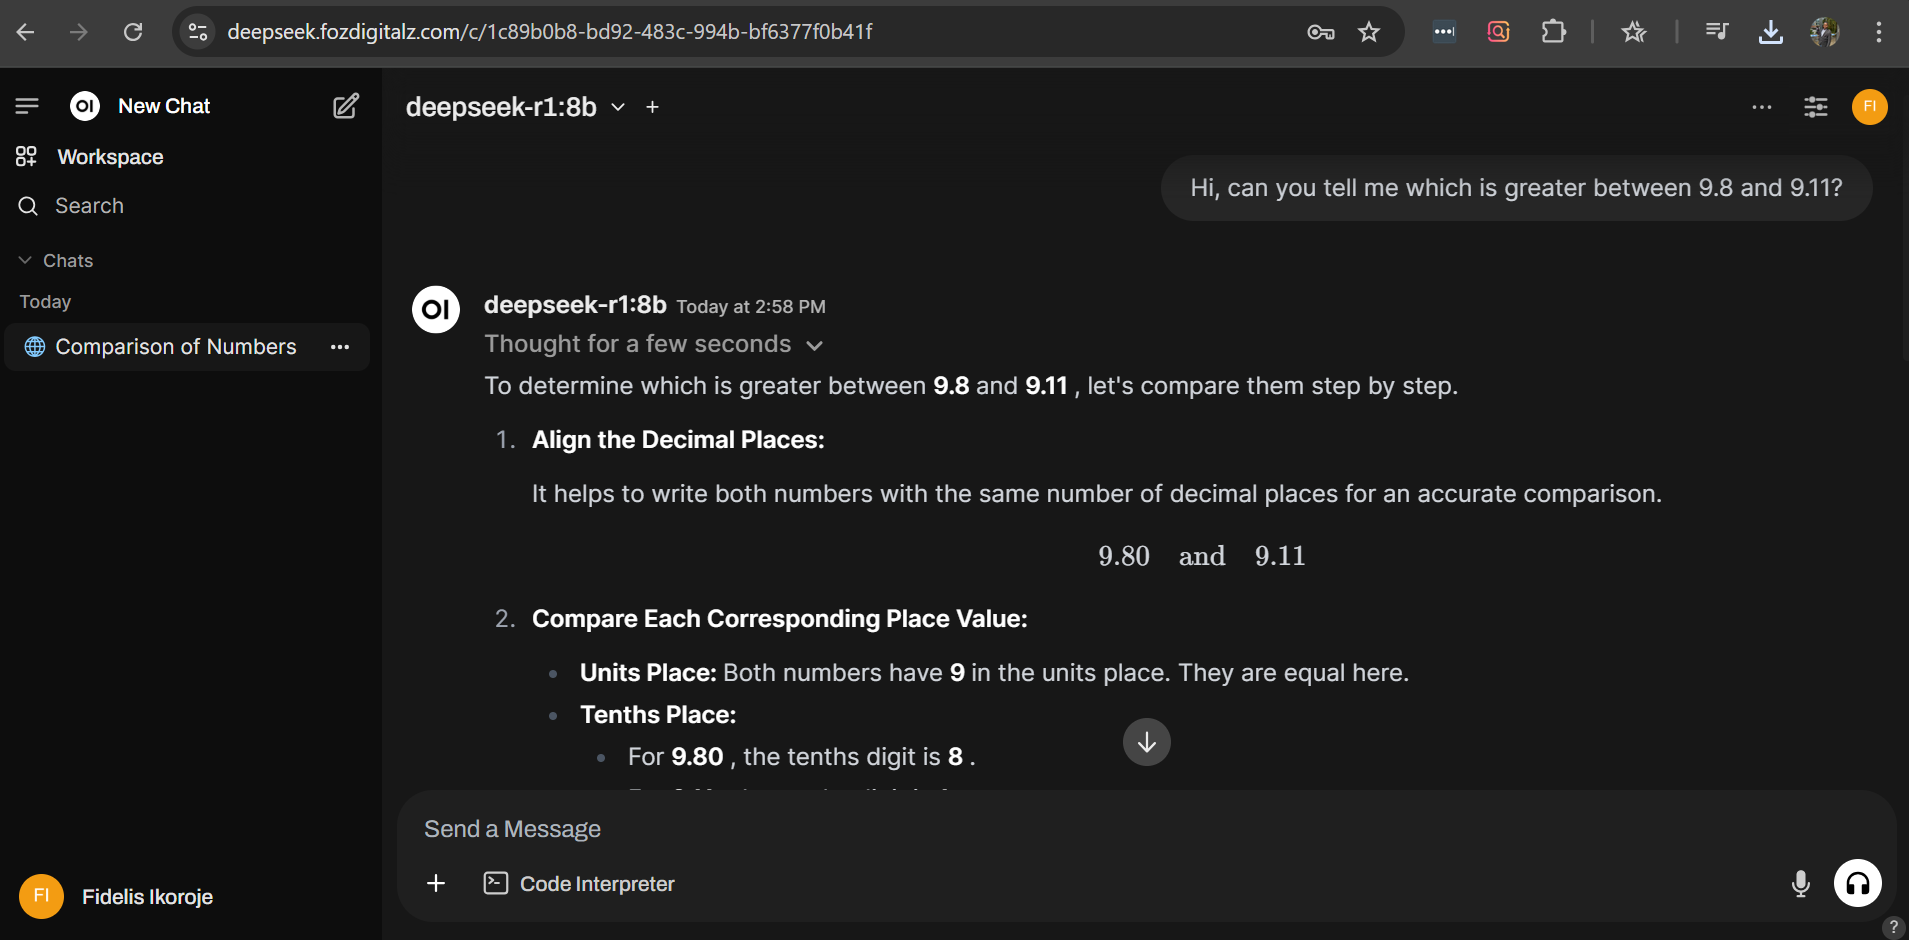 deepseek.fozdigitalz.com/c/1c89b0b8-bd92-483c-994b-bf6377f0b41f
OI New Chat
Workspace
Search
Chats
Today
Comparison of Numbers
FI Fidelis Ikoroje
deepseek-r1:8b
FI
Hi, can you tell me which is greater between 9.8 and 9.11?
OI deepseek-r1:8b Today at 2:58 PM
Thought for a few seconds
To determine which is greater between 9.8 and 9.11 , let's compare them step by step.
1. Align the Decimal Places:
It helps to write both numbers with the same number of decimal places for an accurate comparison.
9.80 and 9.11
2. Compare Each Corresponding Place Value:
• Units Place: Both numbers have 9 in the units place. They are equal here.
• Tenths Place:
• For 9.80 , the tenths digit is 8 .
Send a Message
+ Code Interpreter
?